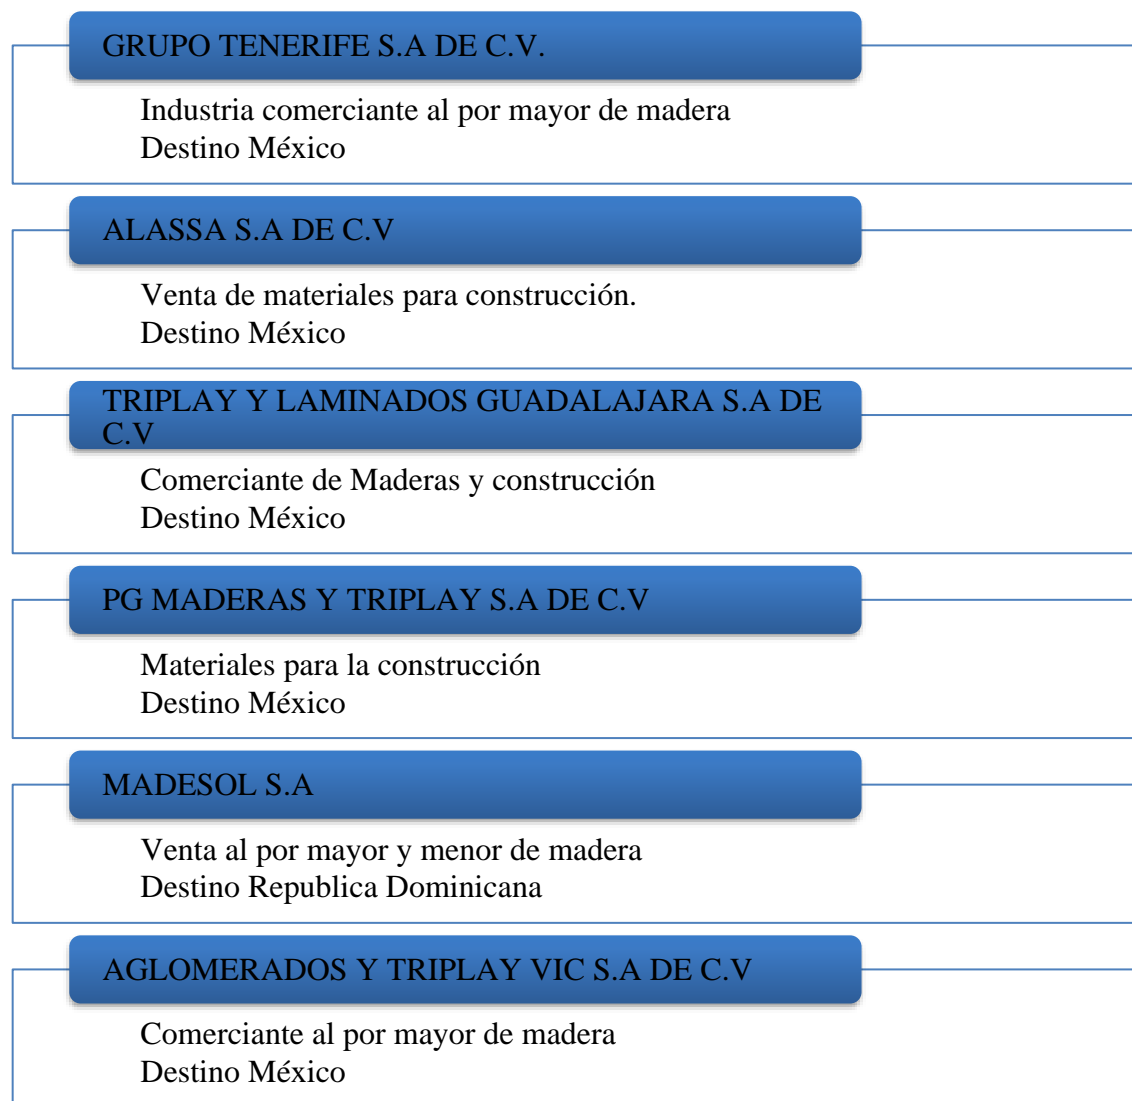 GRUPO TENERIFE S.A DE C.V.
Industria comerciante al por mayor de madera
Destino México
ALASSA S.A DE C.V
Venta de materiales para construcción.
Destino México
TRIPLAY Y LAMINADOS GUADALAJARA S.A DE
C.V
Comerciante de Maderas y construcción
Destino México
PG MADERAS Y TRIPLAY S.A DE C.V
Materiales para la construcción
Destino México
MADESOL S.A
Venta al por mayor y menor de madera
Destino Republica Dominicana
AGLOMERADOS Y TRIPLAY VIC S.A DE C.V
Comerciante al por mayor de madera
Destino México